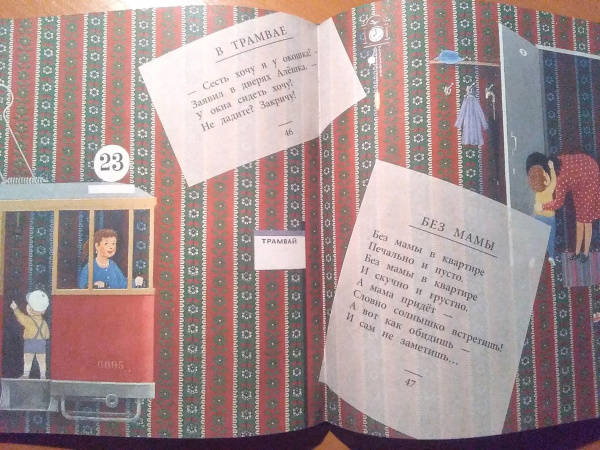 В ТРАМВАЕ
— Сесть хочу я у окошка! —
Заявил в дверях Алёшка. —
У окна сидеть хочу!
Не дадите? Закричу!
46
23
ТРАМВАЙ
6895
БЕЗ МАМЫ
Без мамы в квартире
Печально и пусто.
Без мамы в квартире
И скучно и грустно.
А мама придёт —
Словно солнышко встретишь!
А вот как обидишь —
И сам не заметишь...
47